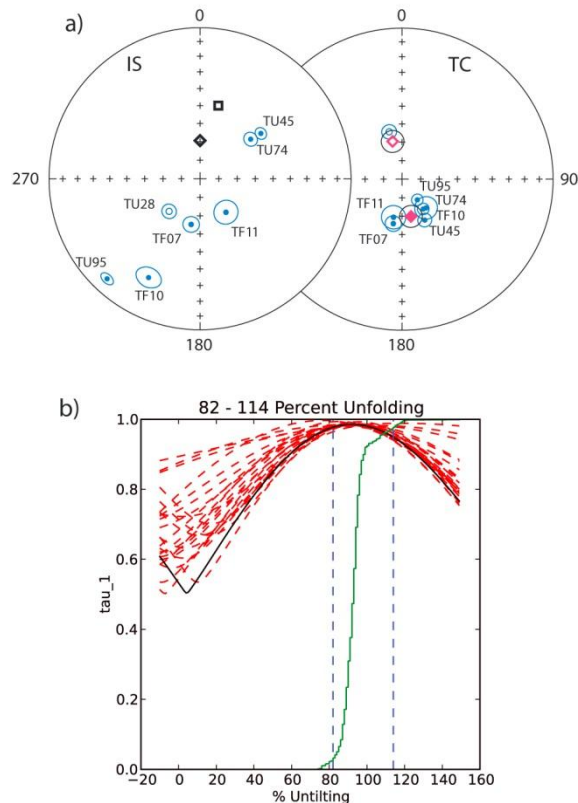 a)
0
0
IS
TC
TU45
TU74
270
90
TU28
TF07
TF11
TU95
TF10
TU95
TU74
TF10
TU45
TF11
TF07
180
180
b)
82 - 114 Percent Unfolding
1.0
0.8
0.6
0.4
0.2
0.0
tau_1
-20 0 20 40 60 80 100 120 140 160
% Untilting